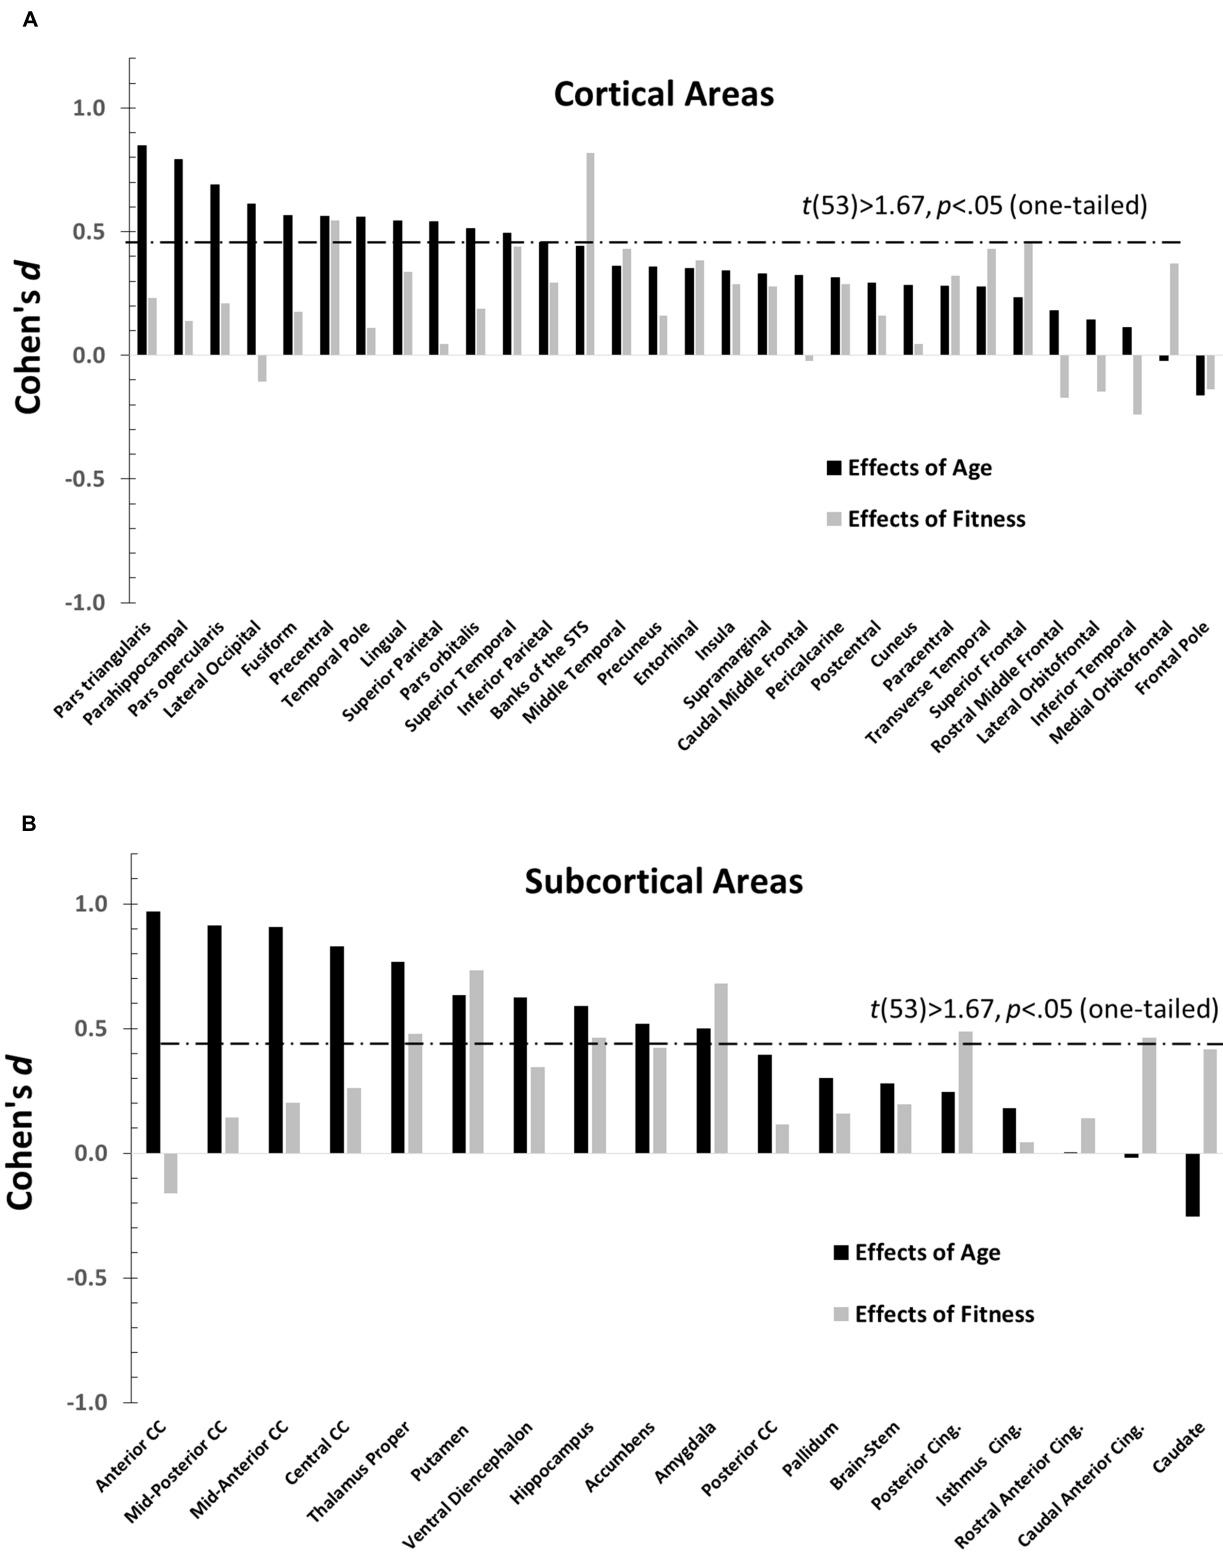 A
Cortical Areas
1.0
t(53)>1.67, p<.05 (one-tailed)
0.5
0.0
Cohen's d
Effects of Age
-0.5
Effects of Fitness
-1.0
Pars triangularis
Parahippocampal
Pars opercularis
Lateral Occipital
Fusiform
Precentral
Temporal Pole
Lingual
Superior Parietal
Pars orbitalis
Superior Temporal
Inferior Parietal
Banks of the STS
Middle Temporal
Precuneus
Entorhinal
Insula
Supramarginal
Caudal Middle Frontal
Pericalcarine
Postcentral
Cuneus
Paracentral
Transverse Temporal
Superior Frontal
Rostral Middle Frontal
Lateral Orbitofrontal
Inferior Temporal
Medial Orbitofrontal
Frontal Pole
B
Subcortical Areas
1.0
t(53)>1.67, p<.05 (one-tailed)
0.5
0.0
Cohen's d
Effects of Age
-0.5
Effects of Fitness
-1.0
Anterior CC
Mid-Posterior CC
Mid-Anterior CC
Central CC
Thalamus Proper
Putamen
Ventral Diencephalon
Hippocampus
Accumbens
Amygdala
Posterior CC
Pallidum
Brain-Stem
Posterior Cing.
Isthmus Cing.
Rostral Anterior Cing.
Caudal Anterior Cing.
Caudate